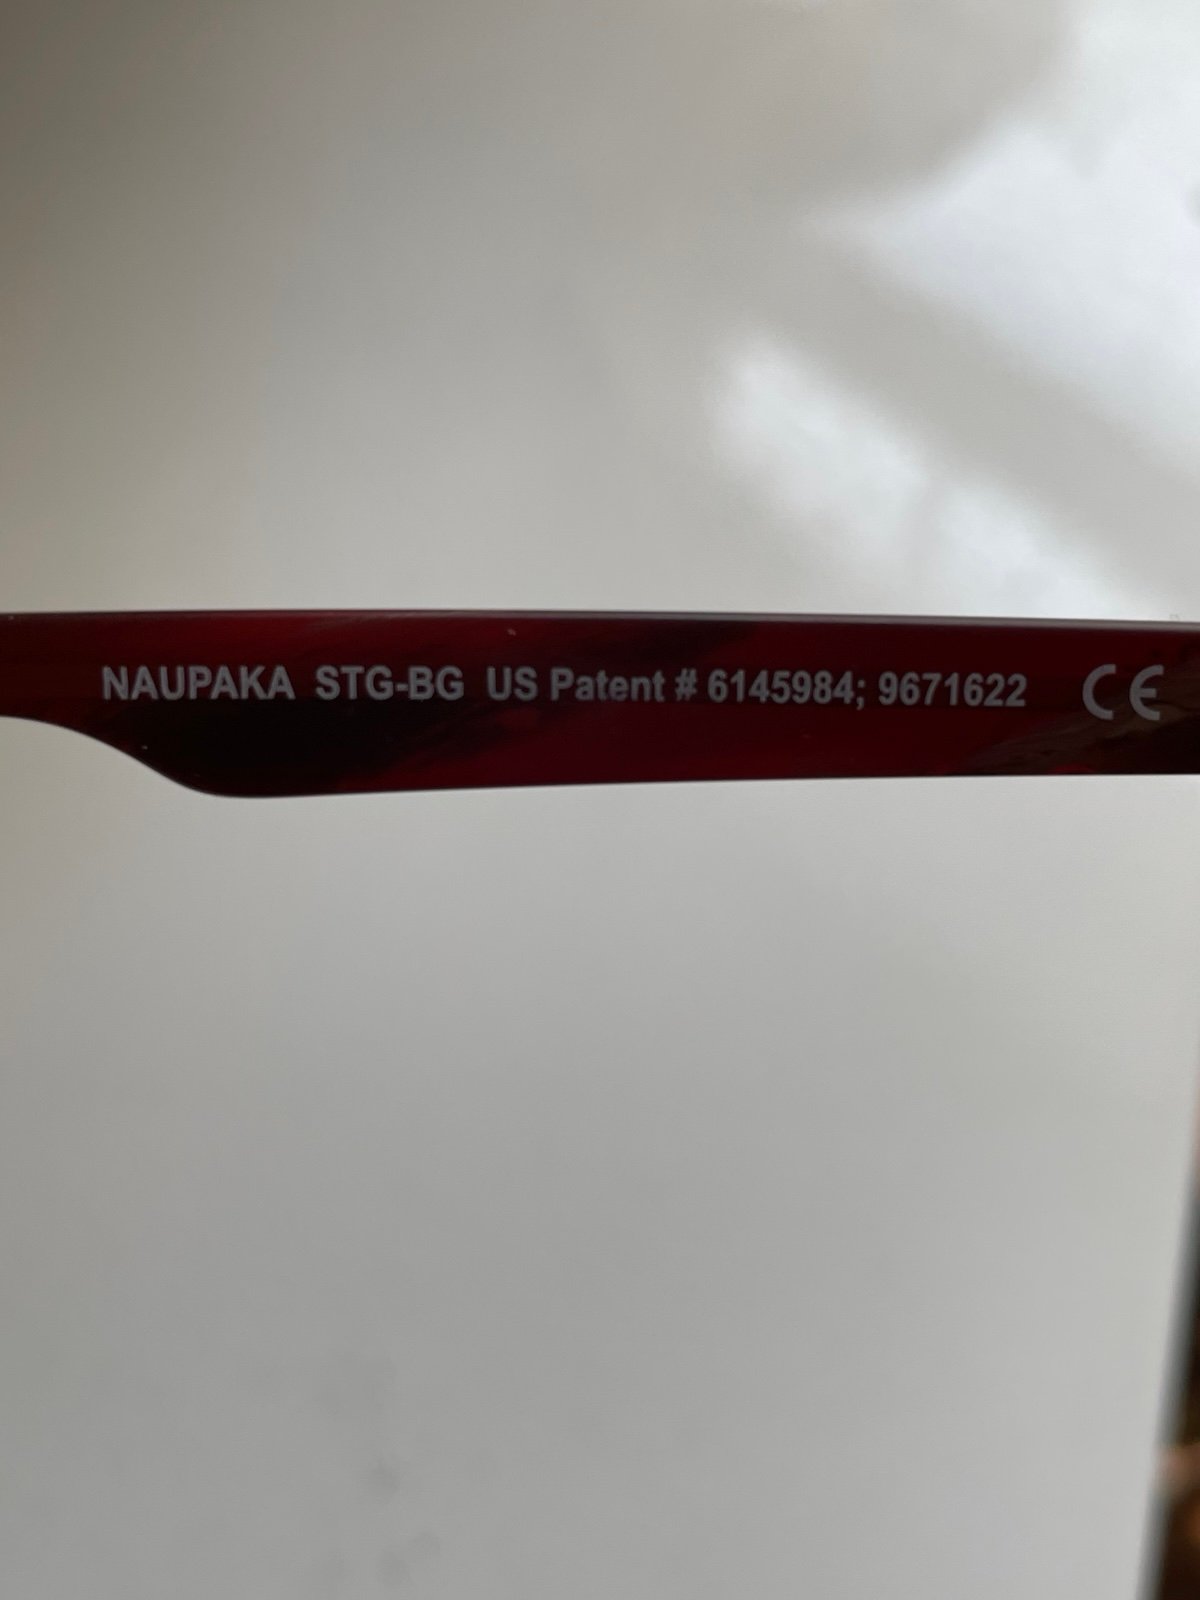 NAUPAKA STG-BG US Patent # 6145984; 9671622 CE